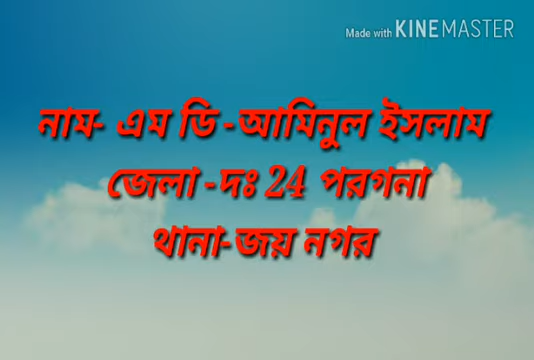 Made with KINEMASTER
নাম- এম ডি -আমিনুল ইসলাম
জেলা -দঃ 24 পরগনা
থানা-জয় নগর